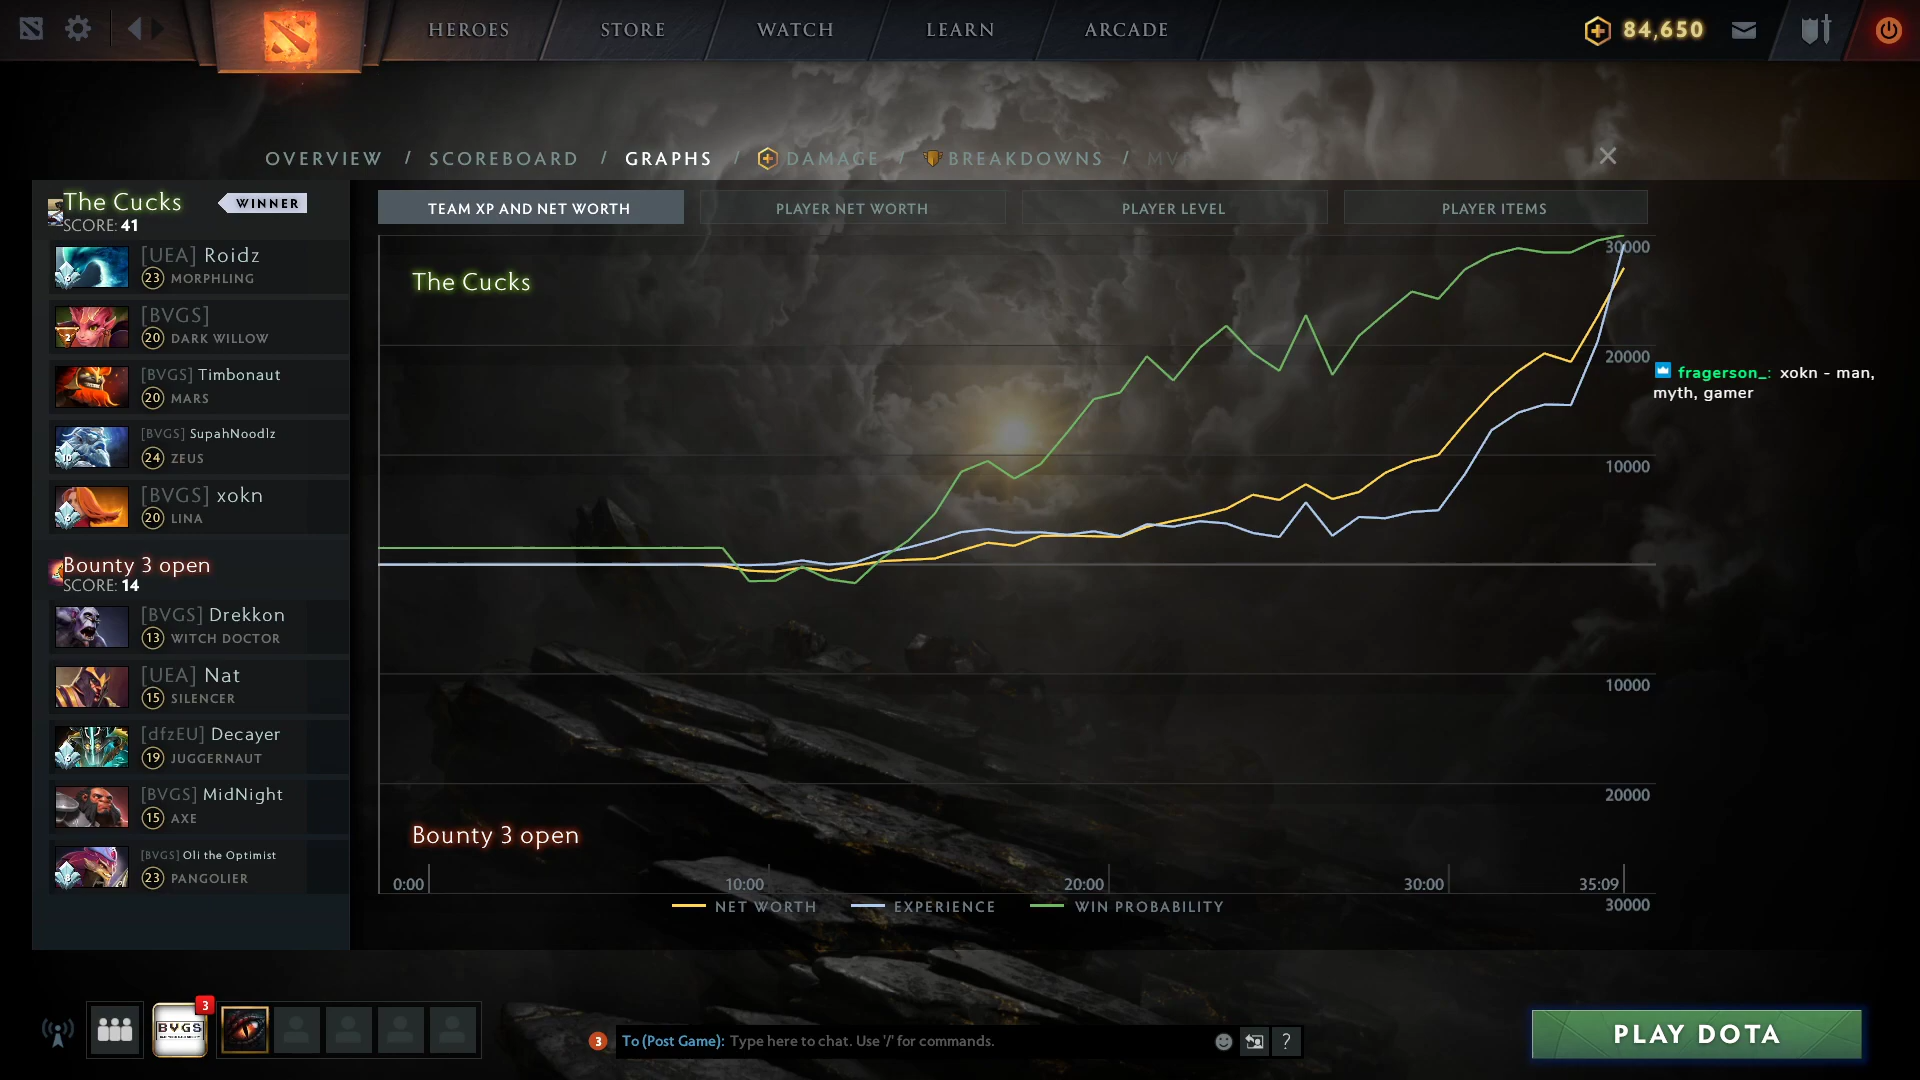 HEROES
STORE
WATCH
LEARN
ARCADE
84,650
OVERVIEW / SCOREBOARD / GRAPHS / DAMAGE / BREAKDOWNS /
The Cucks
WINNER
SCORE: 41
[UEA] Roidz
23 MORPHLING
[BVGS]
20 DARK WILLOW
[BVGS] Timbonaut
20 MARS
[BVGS] SupahNoodlz
24 ZEUS
[BVGS] xokn
20 LINA
Bounty 3 open
SCORE: 14
[BVGS] Drekkon
13 WITCH DOCTOR
[UEA] Nat
15 SILENCER
[dfzEU] Decayer
19 JUGGERNAUT
[BVGS] MidNight
15 AXE
[BVGS] Oli the Optimist
23 PANGOLIER
TEAM XP AND NET WORTH
PLAYER NET WORTH
PLAYER LEVEL
PLAYER ITEMS
The Cucks
30000
20000
10000
10000
20000
30000
Bounty 3 open
0:00
10:00
20:00
30:00
35:09
NET WORTH
EXPERIENCE
WIN PROBABILITY
fragerson_: xokn - man,
myth, gamer
BVGS
3
3
To (Post Game): Type here to chat. Use '/' for commands.
?
PLAY DOTA